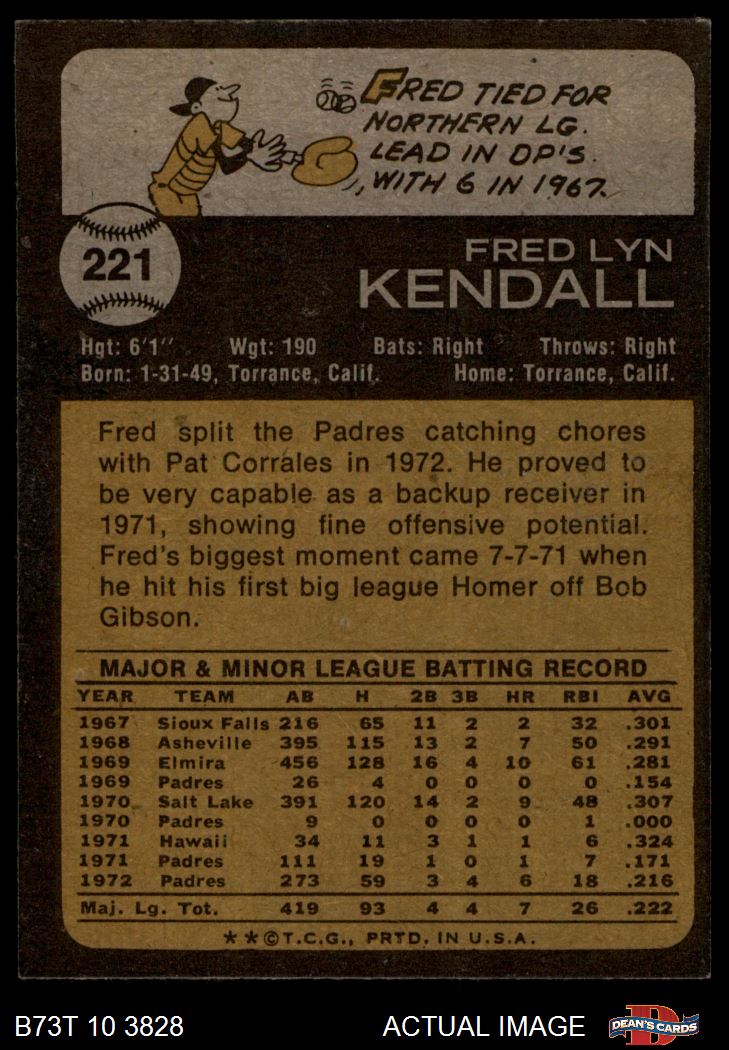 FRED TIED FOR
NORTHERN LG.
LEAD IN DP'S.
WITH 6 IN 1967.
221
FRED LYN
KENDALL
Hgt: 6'1" Wgt: 190 Bats: Right Throws: Right
Born: 1-31-49, Torrance, Calif. Home: Torrance, Calif.
Fred split the Padres catching chores
with Pat Corrales in 1972. He proved to
be very capable as a backup receiver in
1971, showing fine offensive potential.
Fred's biggest moment came 7-7-71 when
he hit his first big league Homer off Bob
Gibson.
MAJOR & MINOR LEAGUE BATTING RECORD
YEAR TEAM AB H 2B 3B HR RBI AVG
1967 Sioux Falls 216 65 11 2 2 32 .301
1968 Asheville 395 115 13 2 7 50 .291
1969 Elmira 456 128 16 4 10 61 .281
1969 Padres 26 4 0 0 0 0 .154
1970 Salt Lake 391 120 14 2 9 48 .307
1970 Padres 9 0 0 0 0 1 .000
1971 Hawaii 34 11 3 1 1 6 .324
1971 Padres 111 19 1 0 1 7 .171
1972 Padres 273 59 3 4 6 18 .216
Maj. Lg. Tot. 419 93 4 4 7 26 .222
* * © T.C.G., PRTD. IN U.S.A.
B73T 10 3828 ACTUAL IMAGE DEAN'S CARDS